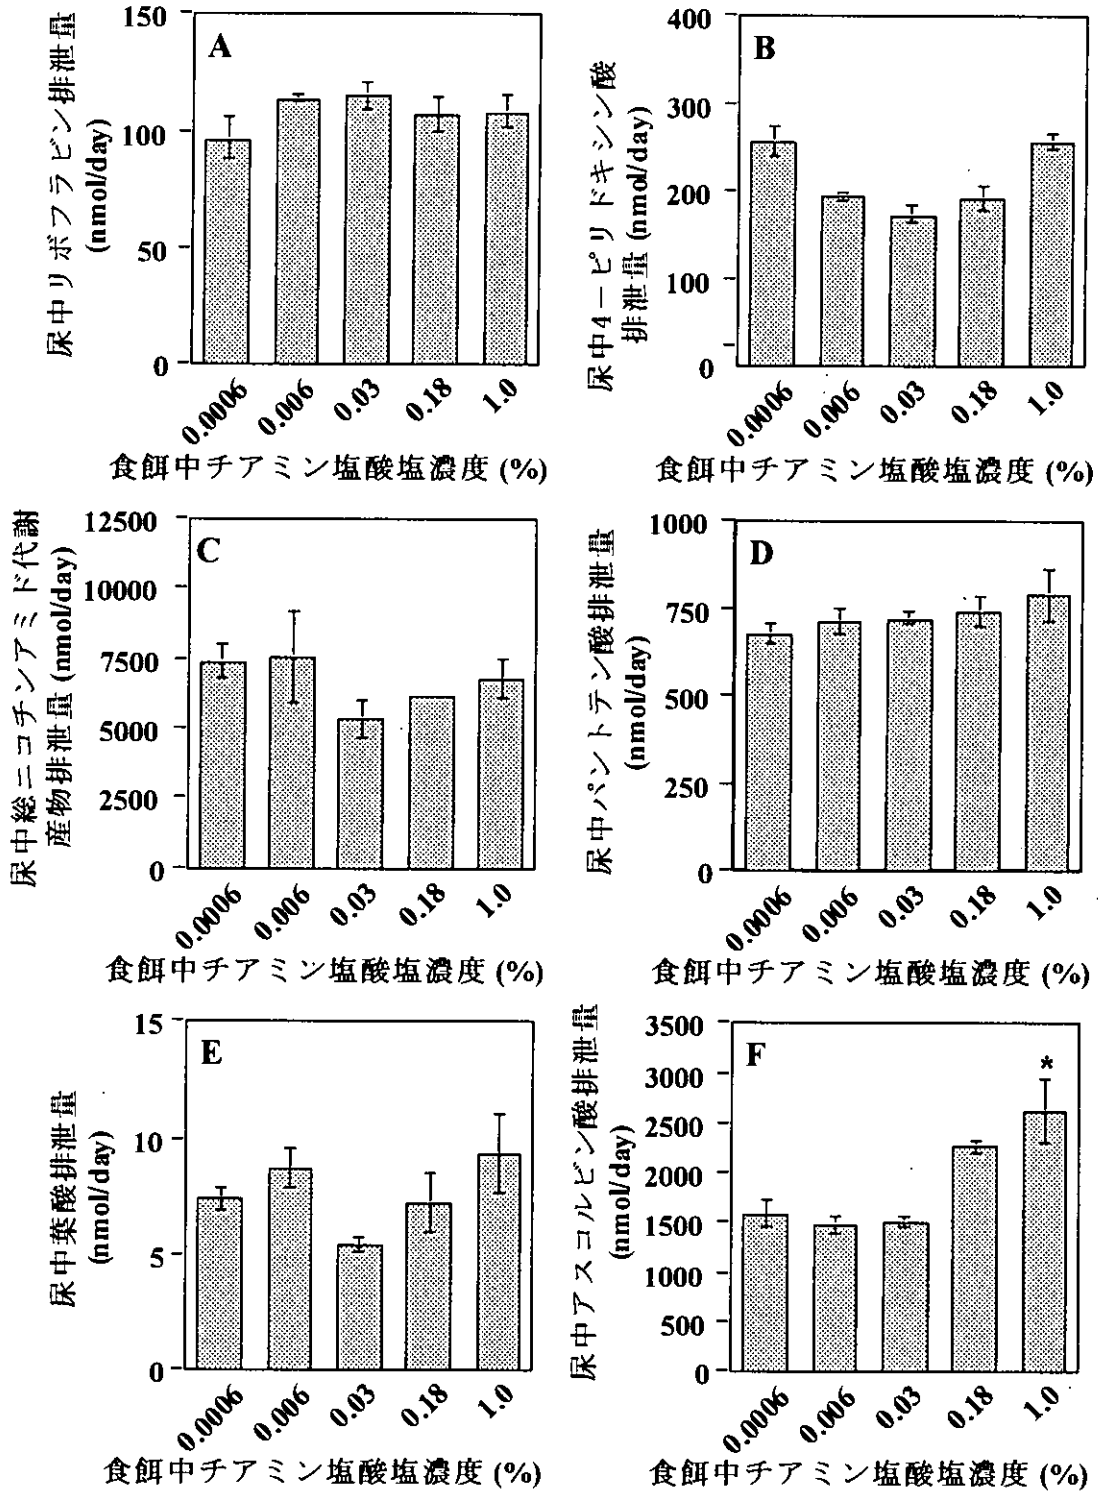 尿中リボフラビン排泄量
(nmol/day)
150
100
50
0
A
0.0006
0.006
0.03
0.18
1.0
食餌中チアミン塩酸塩濃度 (%)
尿中4－ピリドキシン酸
排泄量 (nmol/day)
400
300
200
100
0
B
0.0006
0.006
0.03
0.18
1.0
食餌中チアミン塩酸塩濃度 (%)
尿中総ニコチンアミド代謝
産物排泄量 (nmol/day)
12500
10000
7500
5000
2500
0
C
0.0006
0.006
0.03
0.18
1.0
食餌中チアミン塩酸塩濃度 (%)
尿中パントテン酸排泄量
(nmol/day)
1000
750
500
250
0
D
0.0006
0.006
0.03
0.18
1.0
食餌中チアミン塩酸塩濃度 (%)
尿中葉酸排泄量
(nmol/day)
15
10
5
0
E
0.0006
0.006
0.03
0.18
1.0
食餌中チアミン塩酸塩濃度 (%)
尿中アスコルビン酸排泄量
(nmol/day)
3500
3000
2500
2000
1500
1000
500
0
F
*
0.0006
0.006
0.03
0.18
1.0
食餌中チアミン塩酸塩濃度 (%)